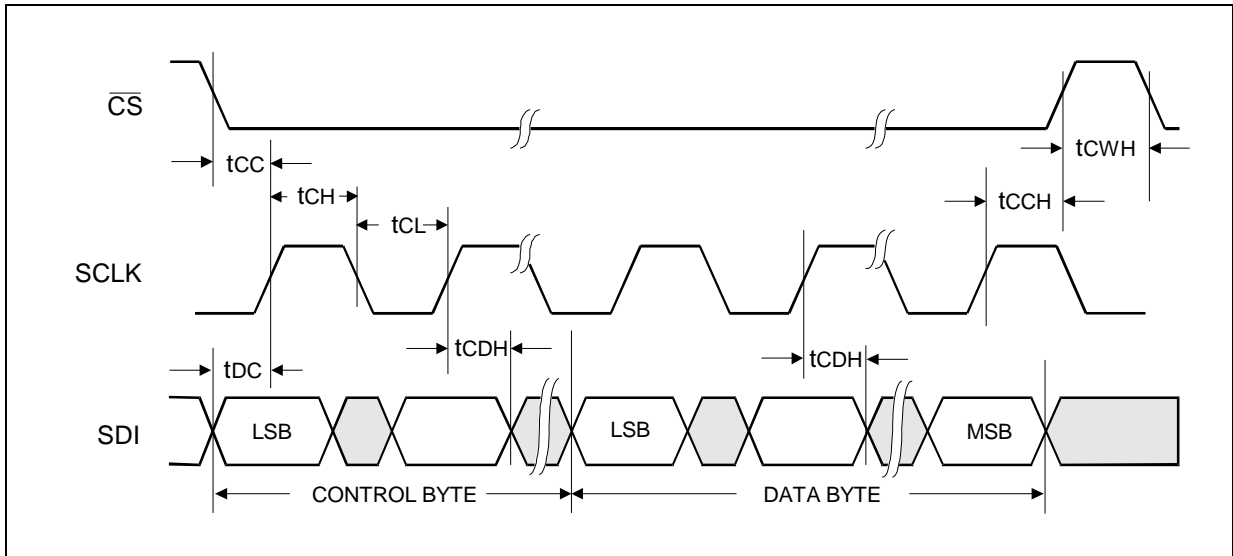 CS
tCC
tCWH
tCH
tCCH
tCL
SCLK
tCDH
tCDH
tDC
SDI
LSB
LSB
MSB
CONTROL BYTE
DATA BYTE